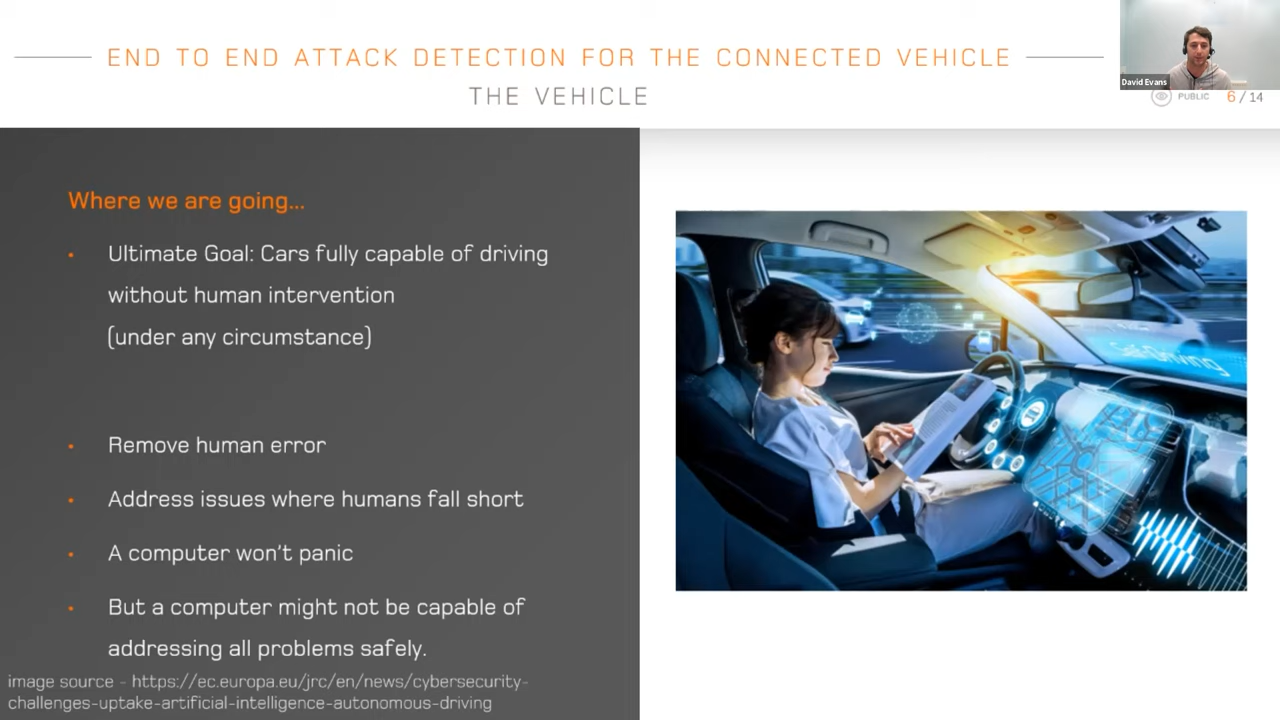 END TO END ATTACK DETECTION FOR THE CONNECTED VEHICLE
THE VEHICLE
David Evans
PUBLIC 6 / 14
Where we are going...
• Ultimate Goal: Cars fully capable of driving
without human intervention
(under any circumstance)
• Remove human error
• Address issues where humans fall short
• A computer won't panic
• But a computer might not be capable of
addressing all problems safely.
image source - https://ec.europa.eu/jrc/en/news/cybersecurity-
challenges-uptake-artificial-intelligence-autonomous-driving